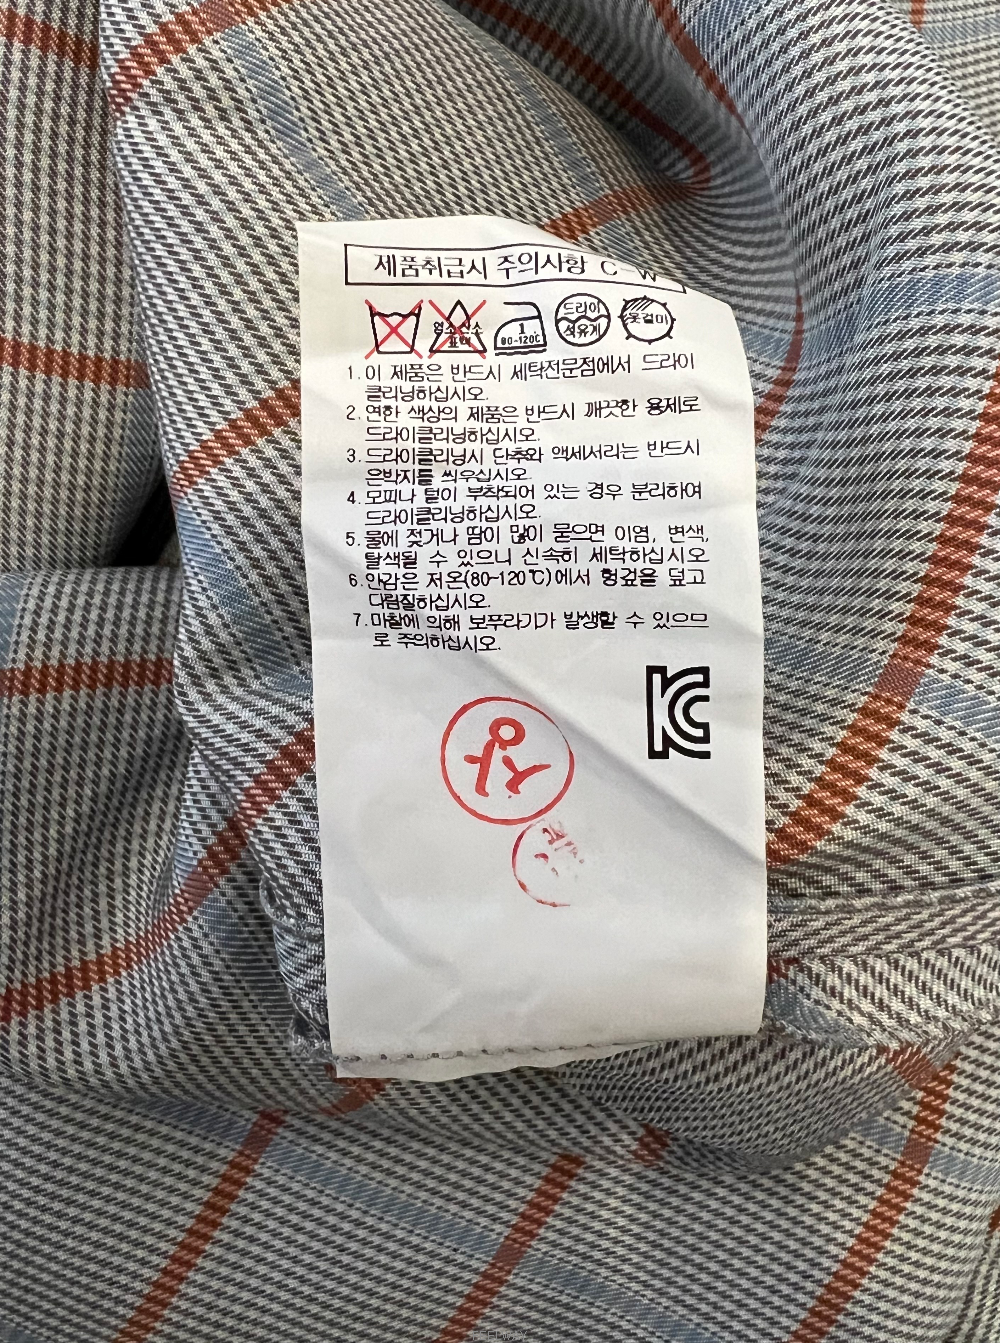 제품취급시 주의사항 C-W
염소산소
표백
1
80-120C
드라이
석유계
옷걸이
1. 이 제품은 반드시 세탁전문점에서 드라이
클리닝하십시오.
2. 연한 색상의 제품은 반드시 깨끗한 용제로
드라이클리닝하십시오.
3. 드라이클리닝시 단추와 액세서리는 반드시
은박지를 씌우십시오.
4. 모피나 털이 부착되어 있는 경우 분리하여
드라이클리닝하십시오.
5. 물에 젖거나 땀이 많이 묻으면 이염, 변색,
탈색될 수 있으니 신속히 세탁하십시오
6. 안감은 저온(80-120℃)에서 헝겊을 덮고
다림질하십시오.
7. 마찰에 의해 보푸라기가 발생할 수 있으므
로 주의하십시오.
KC
장